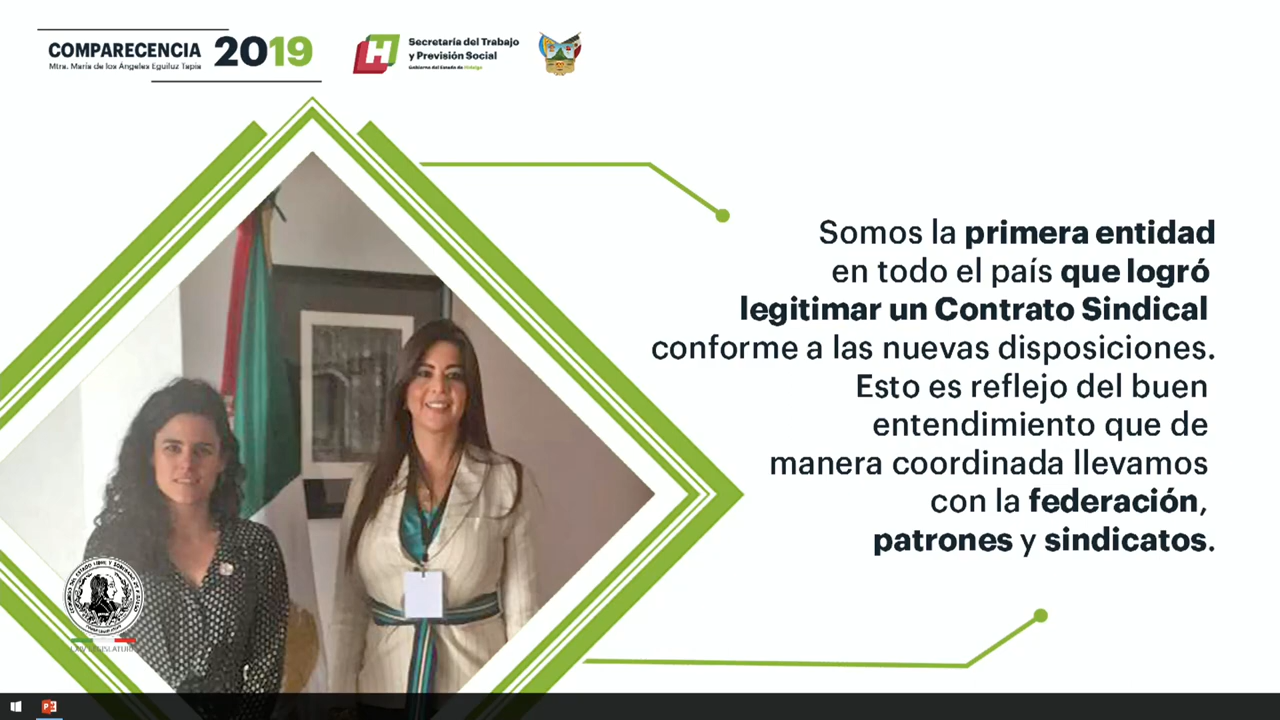 COMPARECENCIA 2019
Mtra. María de los Ángeles Eguiluz Tapia
Secretaría del Trabajo
y Previsión Social
Gobierno del Estado de Hidalgo
H
Somos la primera entidad
en todo el país que logró
legitimar un Contrato Sindical
conforme a las nuevas disposiciones.
Esto es reflejo del buen
entendimiento que de
manera coordinada llevamos
con la federación,
patrones y sindicatos.
LXIV LEGISLATURA